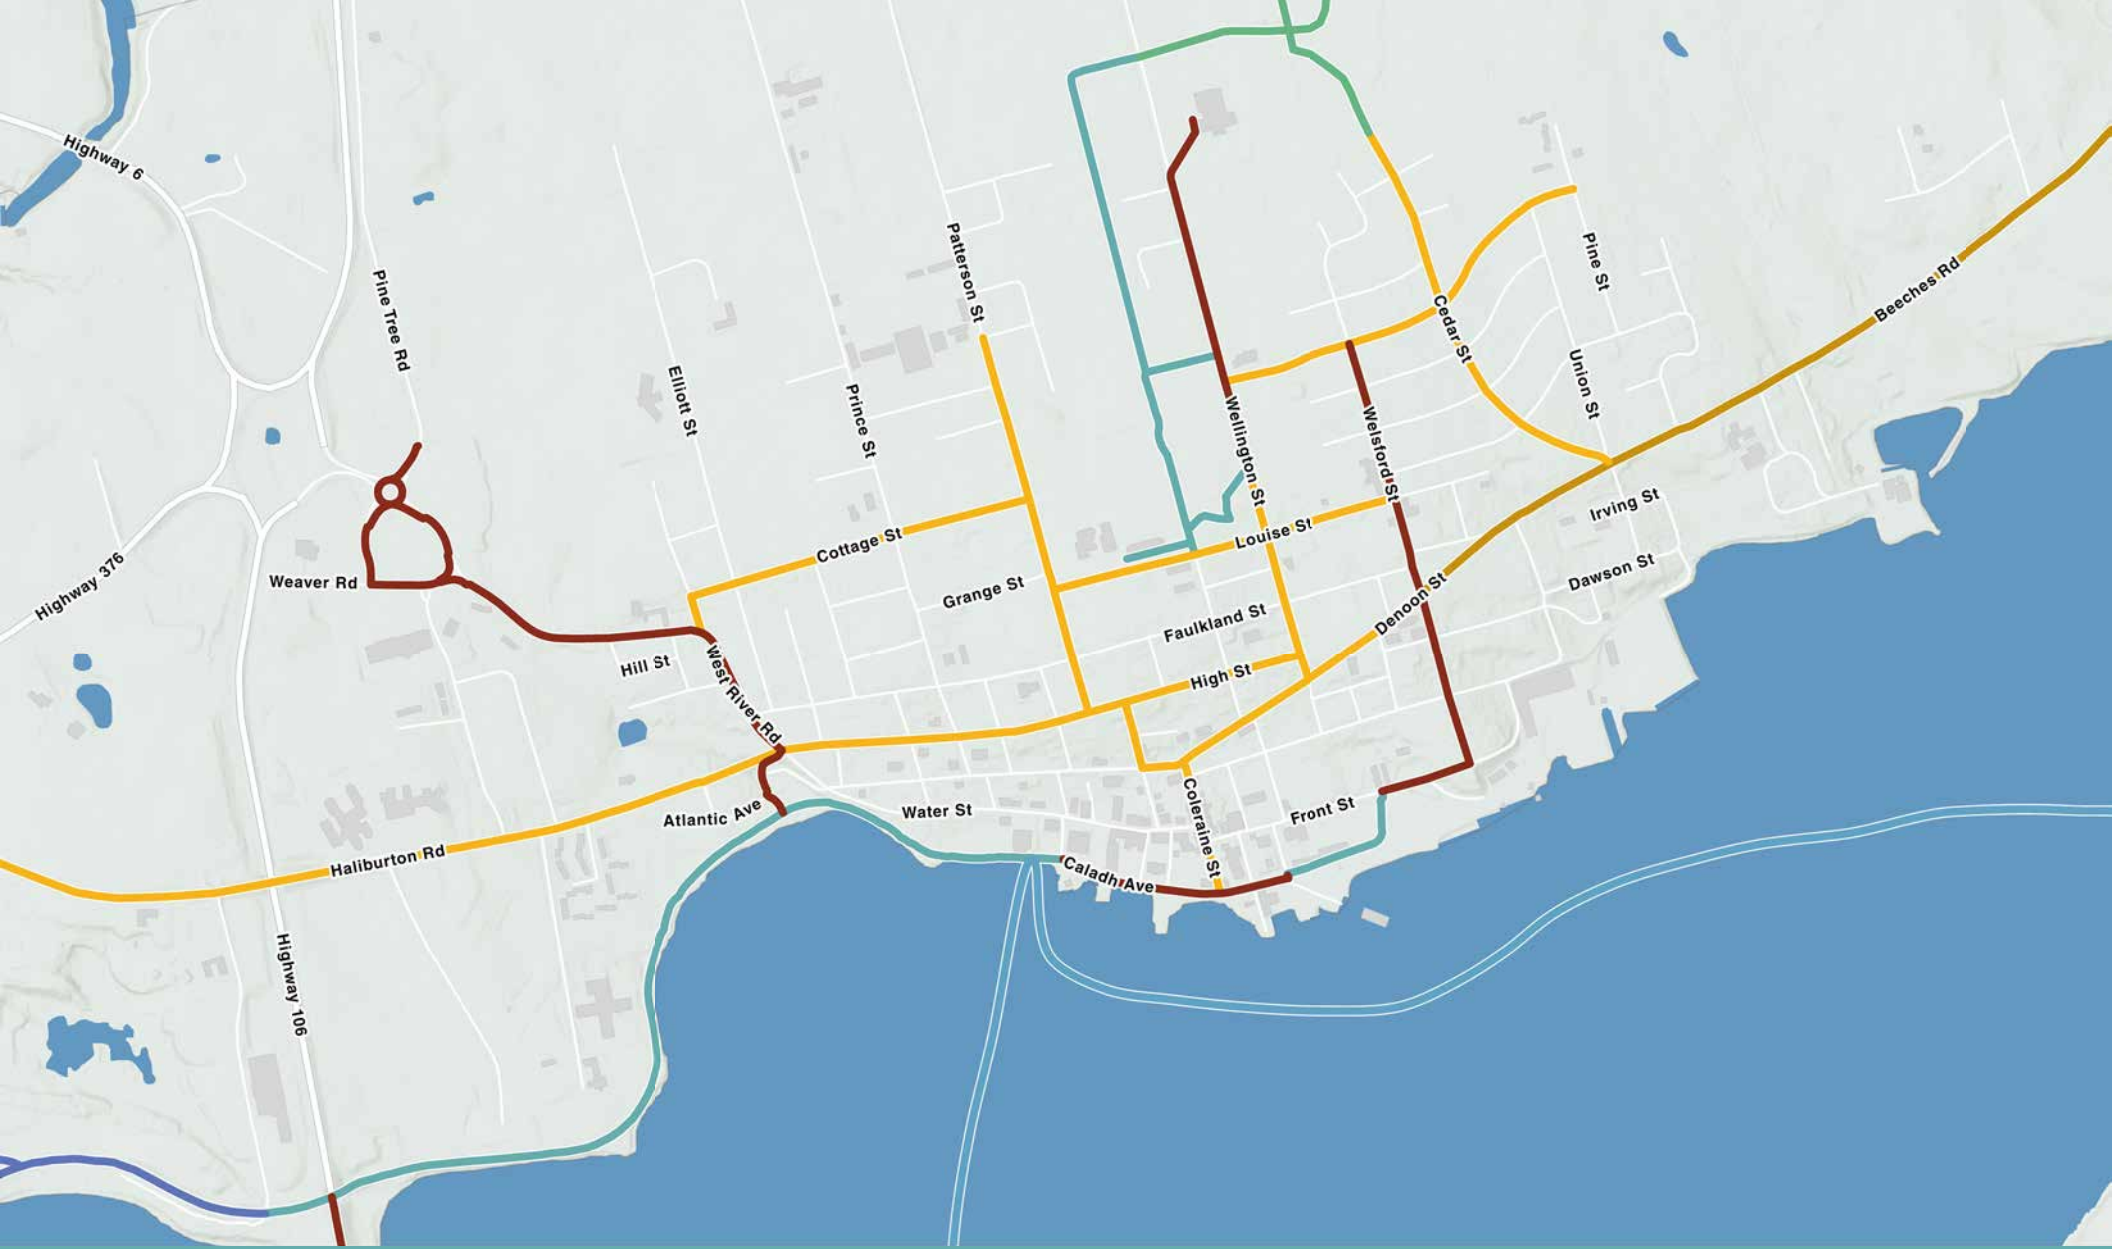 Highway 6
Pine Tree Rd
Patterson St
Pine St
Beeches Rd
Cedar St
Elliott St
Prince St
Union St
Wellington St
Welsford St
Irving St
Cottage St
Louise St
Highway 376
Weaver Rd
Grange St
Dawson St
Denoon St
Faulkland St
Hill St
West River Rd
High St
Atlantic Ave
Water St
Coleraine St
Front St
Haliburton Rd
Caladh Ave
Highway 106